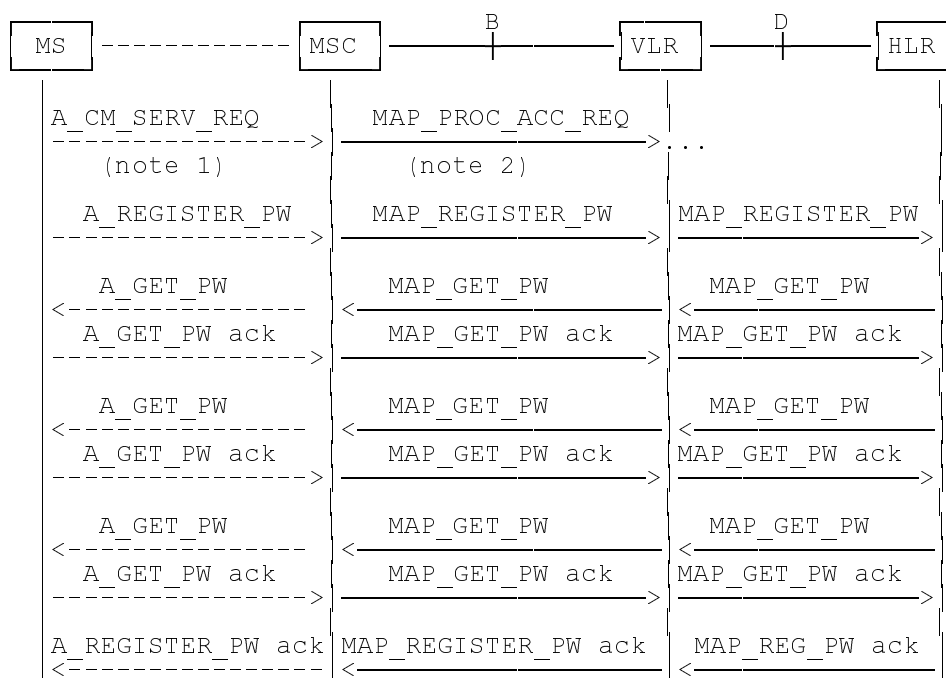 B D
MS MSC VLR HLR
A_CM_SERV_REQ MAP_PROC_ACC_REQ
...
(note 1) (note 2)
A_REGISTER_PW MAP_REGISTER_PW MAP_REGISTER_PW
A_GET_PW MAP_GET_PW MAP_GET_PW
A_GET_PW ack MAP_GET_PW ack MAP_GET_PW ack
A_GET_PW MAP_GET_PW MAP_GET_PW
A_GET_PW ack MAP_GET_PW ack MAP_GET_PW ack
A_GET_PW MAP_GET_PW MAP_GET_PW
A_GET_PW ack MAP_GET_PW ack MAP_GET_PW ack
A_REGISTER_PW ack MAP_REGISTER_PW ack MAP_REG_PW ack